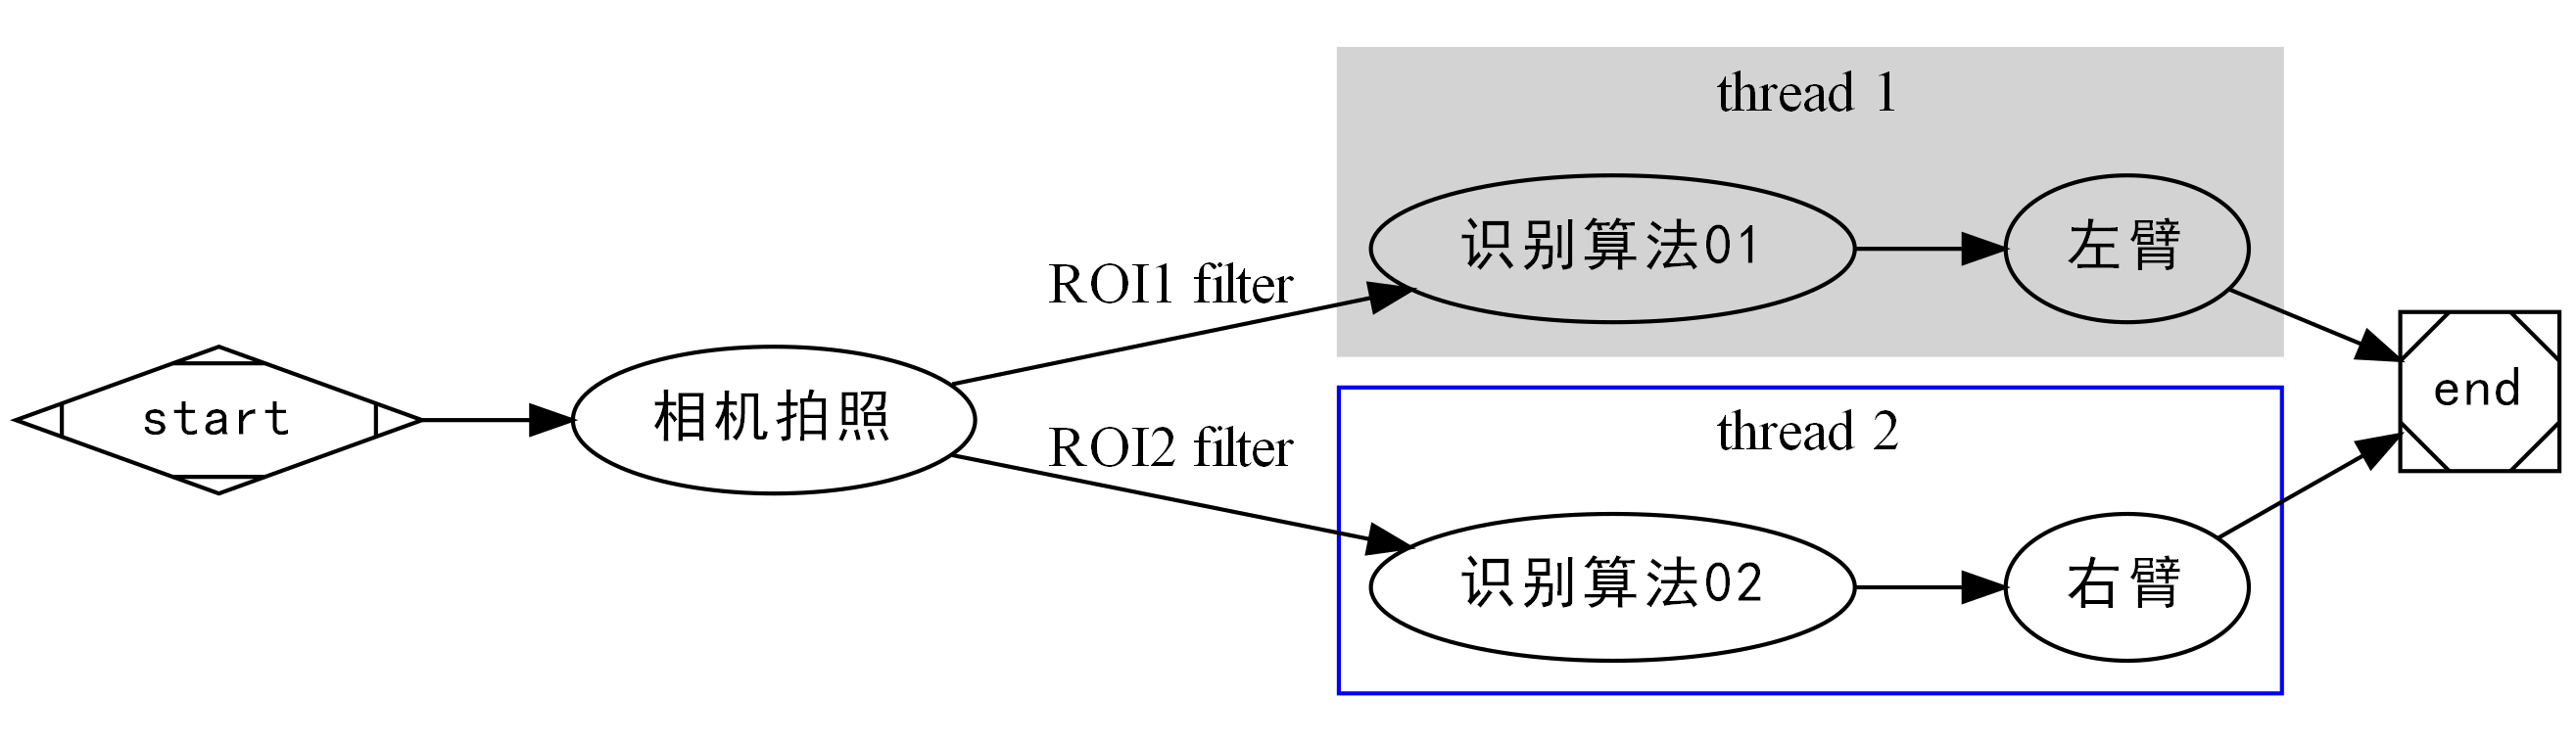 start
相机拍照
ROI1 filter
ROI2 filter
thread 1
识别算法01
左臂
thread 2
识别算法02
右臂
end